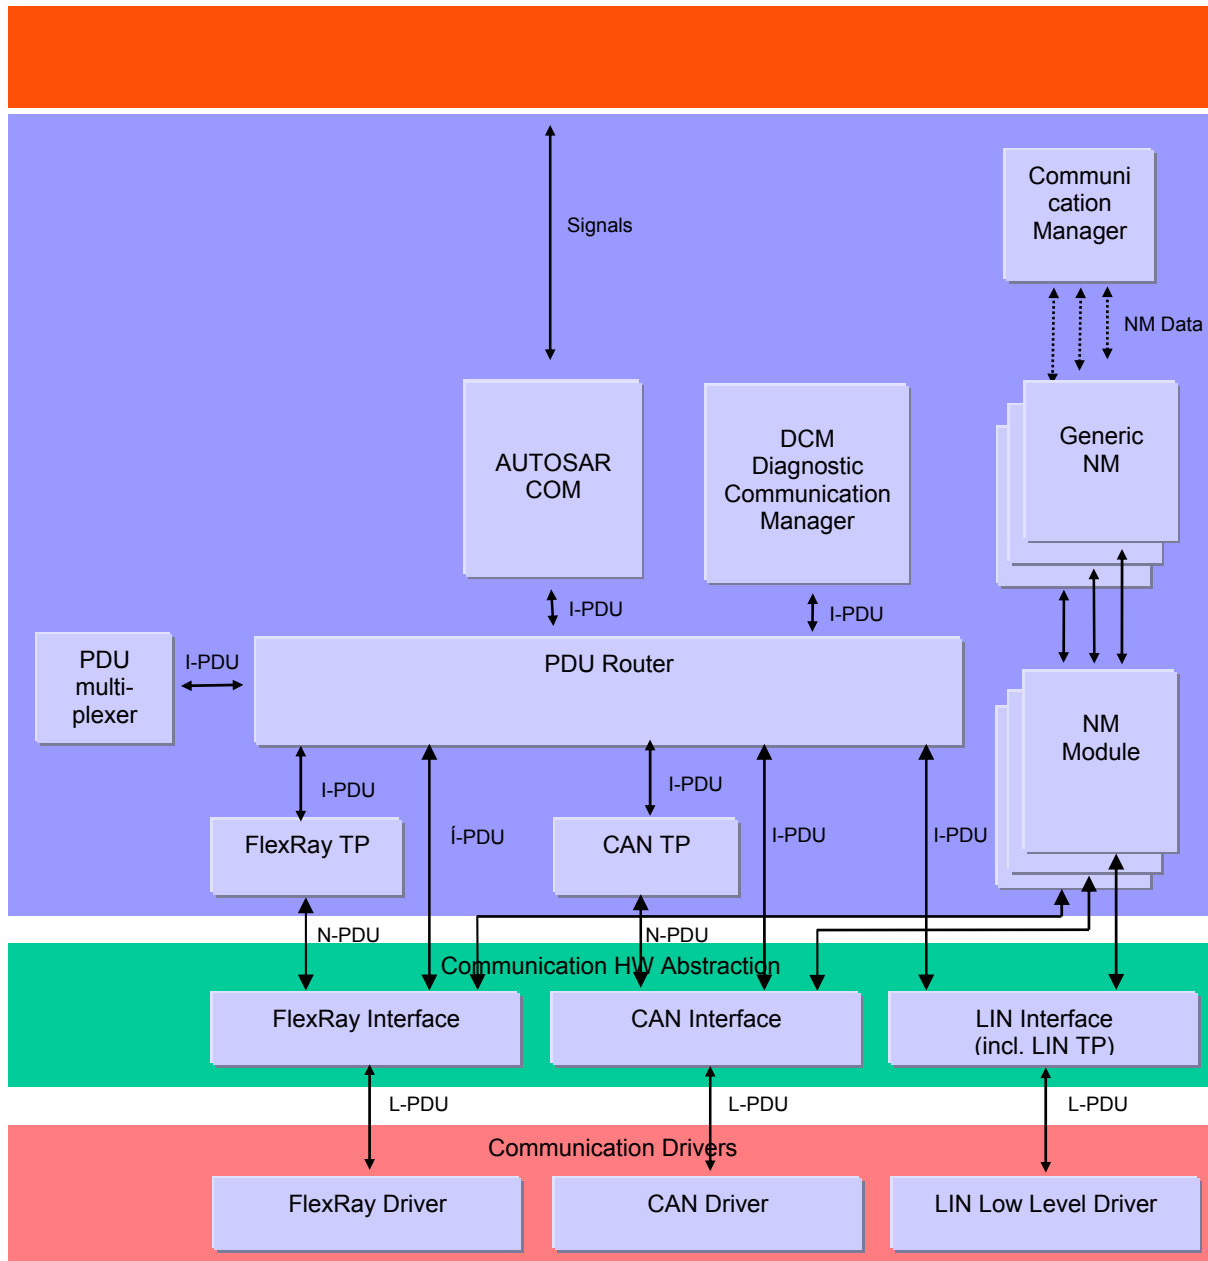 Communi
cation
Manager
Signals
NM Data
AUTOSAR
COM
DCM
Diagnostic
Communication
Manager
Generic
NM
I-PDU
I-PDU
PDU
multi-
plexer
I-PDU
PDU Router
NM
Module
I-PDU
I-PDU
FlexRay TP
Í-PDU
CAN TP
I-PDU
I-PDU
N-PDU
N-PDU
Communication HW Abstraction
FlexRay Interface
CAN Interface
LIN Interface
(incl. LIN TP)
L-PDU
L-PDU
L-PDU
Communication Drivers
FlexRay Driver
CAN Driver
LIN Low Level Driver